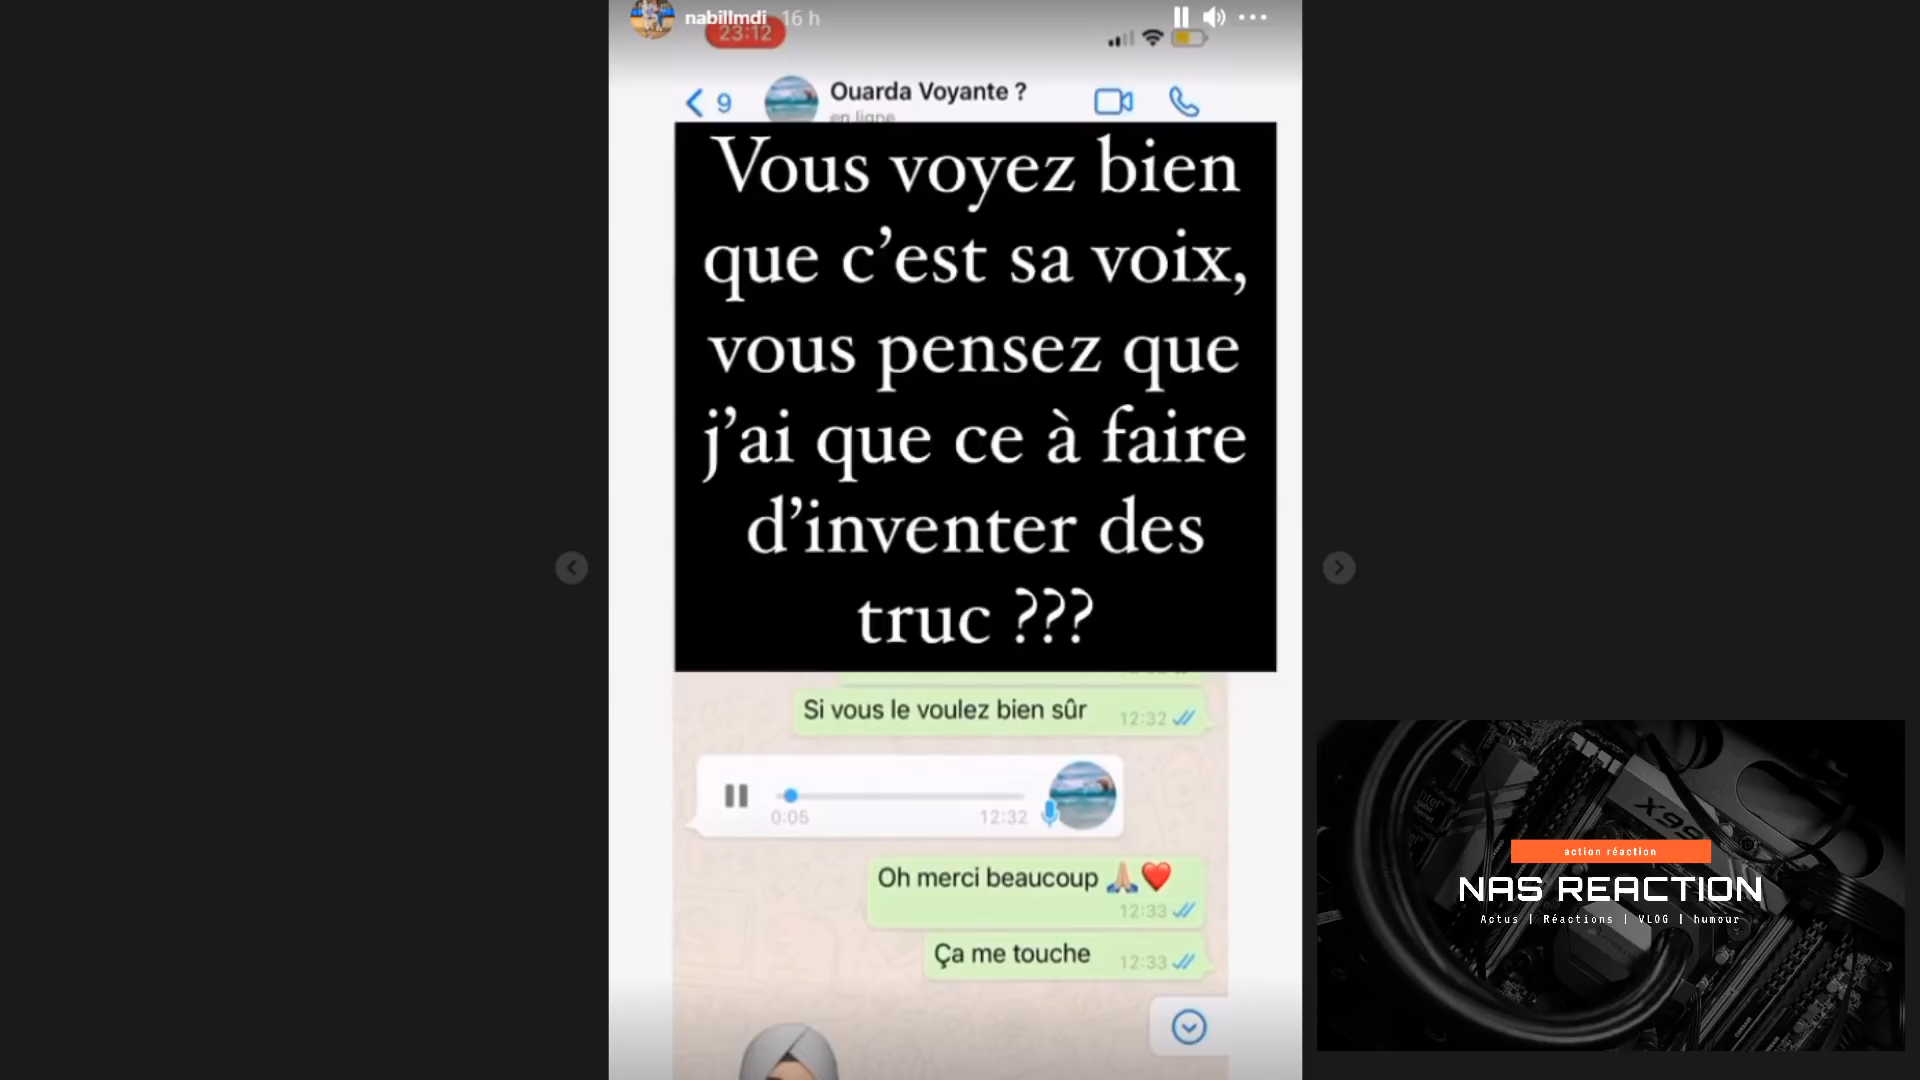 nabillmdi 16 h
23:12
9
Ouarda Voyante ?
en ligne
Vous voyez bien
que c’est sa voix,
vous pensez que
j’ai que ce à faire
d’inventer des
truc ???
Si vous le voulez bien sûr 12:32
0:05 12:32
Oh merci beaucoup 🙏🏼❤️
12:33
Ça me touche 12:33
X99
action réaction
NAS REACTION
Actus | Réactions | VLOG | humour